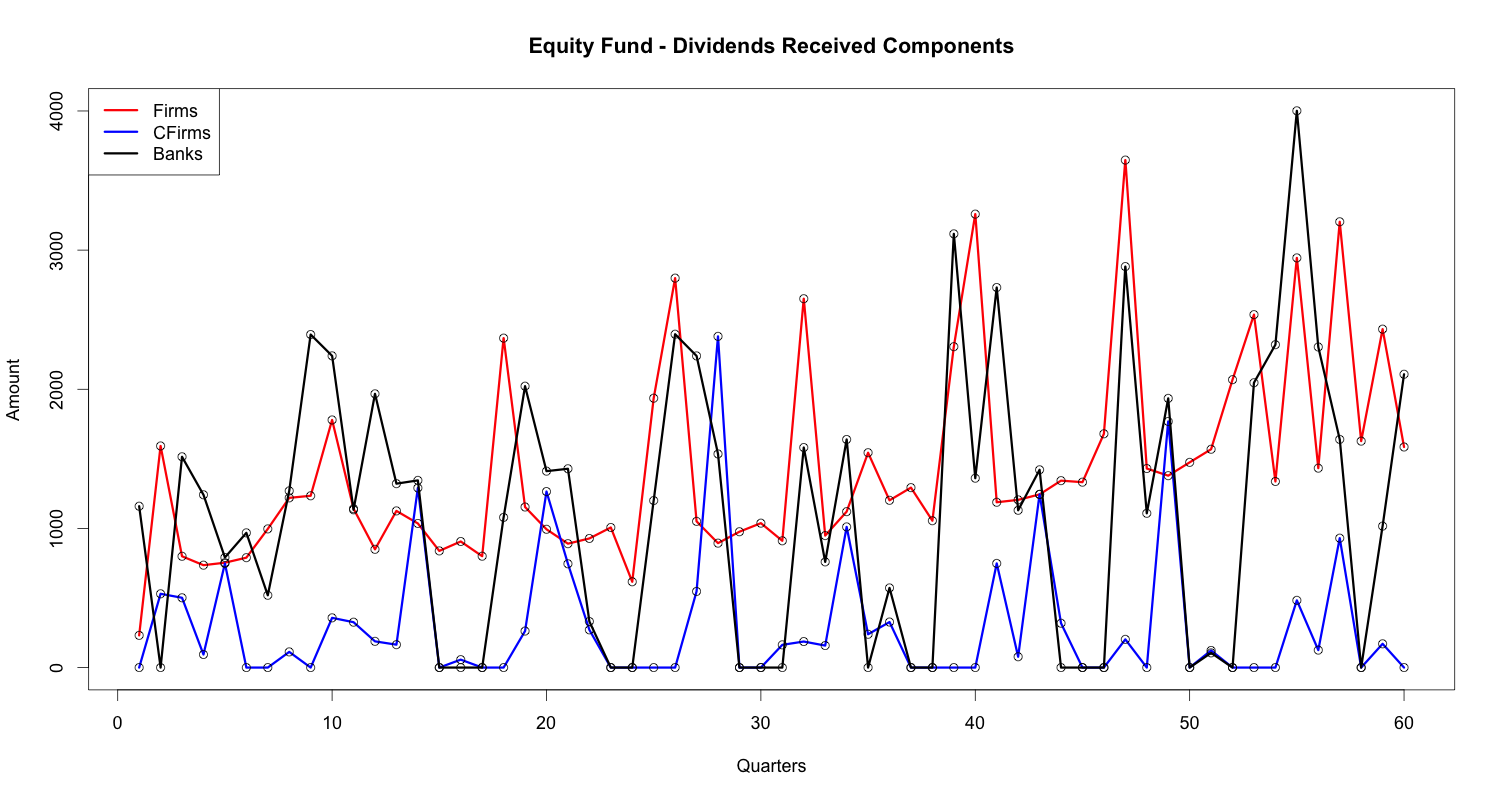 Equity Fund - Dividends Received Components
Firms
CFirms
Banks
Amount
4000
3000
2000
1000
0
0 10 20 30 40 50 60
Quarters